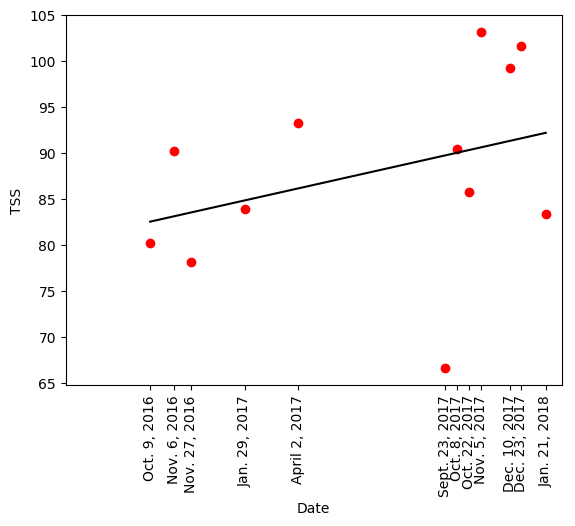 105
100
95
90
85
80
75
70
65
TSS
Oct. 9, 2016
Nov. 6, 2016
Nov. 27, 2016
Jan. 29, 2017
April 2, 2017
Sept. 23, 2017
Oct. 8, 2017
Oct. 22, 2017
Nov. 5, 2017
Dec. 10, 2017
Dec. 23, 2017
Jan. 21, 2018
Date